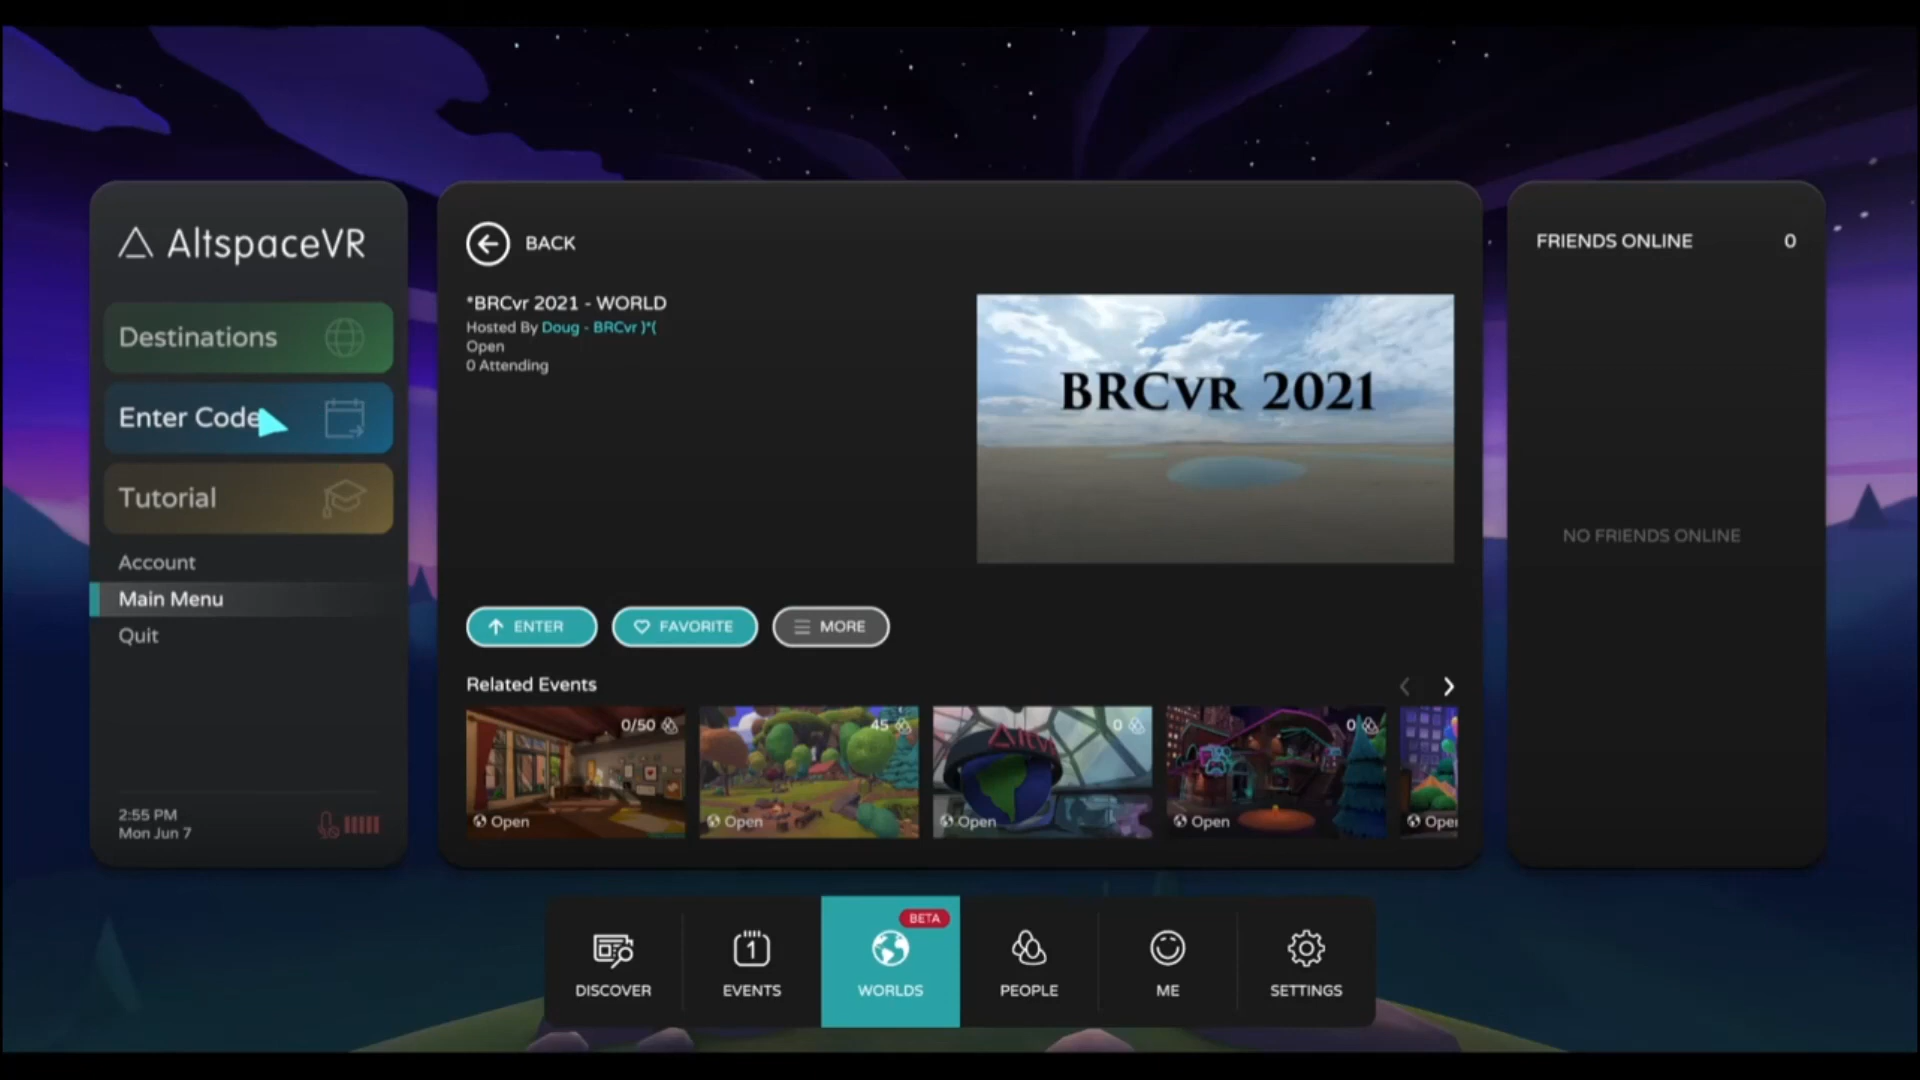 AltspaceVR
Destinations
Enter Code
Tutorial
Account
Main Menu
Quit
2:55 PM
Mon Jun 7
BACK
*BRCvr 2021 - WORLD
Hosted By Doug - BRCvr )*(
Open
0 Attending
BRCVR 2021
ENTER
FAVORITE
MORE
Related Events
0/50
Open
45
Open
0
Open
0
Open
Open
FRIENDS ONLINE 0
NO FRIENDS ONLINE
DISCOVER
1
EVENTS
BETA
WORLDS
PEOPLE
ME
SETTINGS